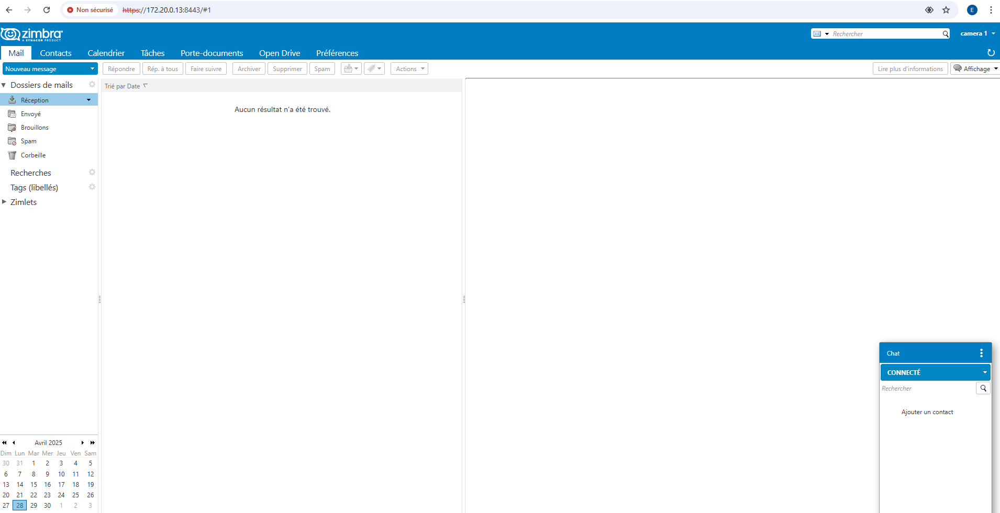 Non sécurisé https://172.20.0.13:8443/#1 E
zimbra
A SYNACOR PRODUCT
Rechercher camera 1
Mail Contacts Calendrier Tâches Porte-documents Open Drive Préférences
Nouveau message Répondre Rép. à tous Faire suivre Archiver Supprimer Spam Actions Lire plus d'informations Affichage
Dossiers de mails
Réception
Envoyé
Brouillons
Spam
Corbeille
Recherches
Tags (libellés)
Zimlets
Trié par Date
Aucun résultat n'a été trouvé.
Chat
CONNECTÉ
Rechercher
Ajouter un contact
Avril 2025
Dim Lun Mar Mer Jeu Ven Sam
30 31 1 2 3 4 5
6 7 8 9 10 11 12
13 14 15 16 17 18 19
20 21 22 23 24 25 26
27 28 29 30 1 2 3